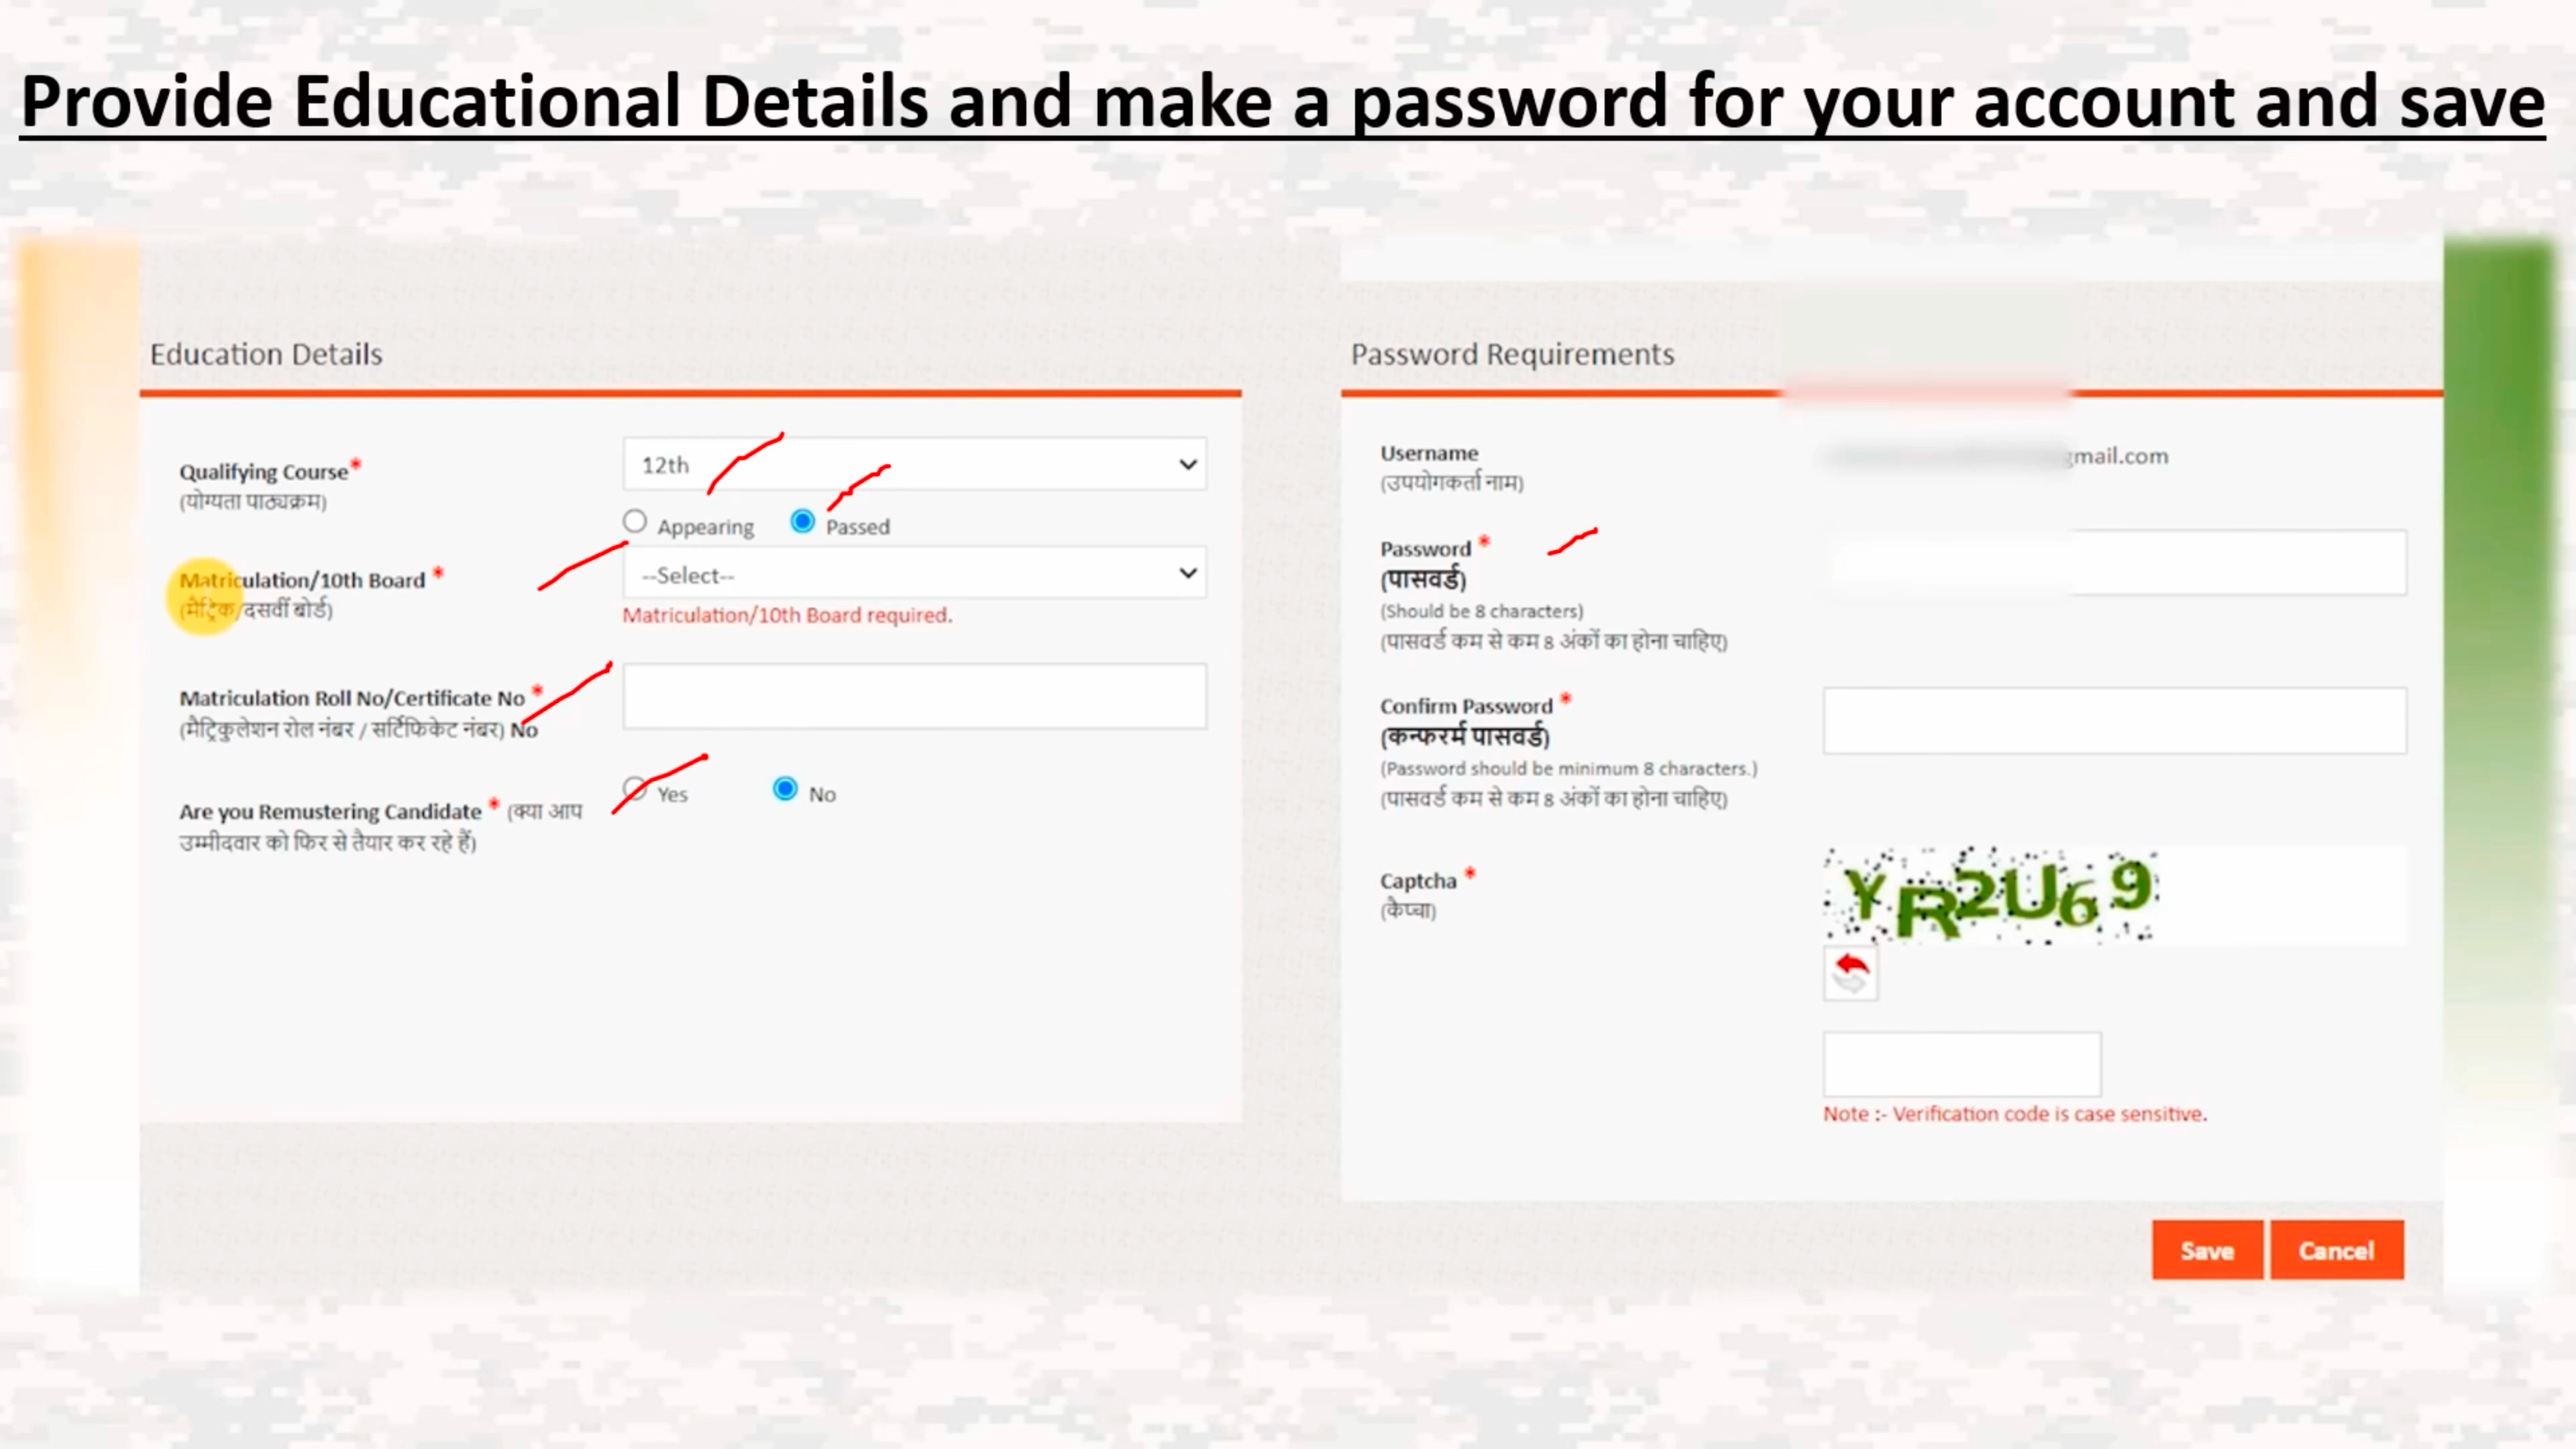 Provide Educational Details and make a password for your account and save
Education Details
Qualifying Course*
(योग्यता पाठ्यक्रम)
12th
Appearing Passed
Matriculation/10th Board *
(मैट्रिक/दसवीं बोर्ड)
--Select--
Matriculation/10th Board required.
Matriculation Roll No/Certificate No *
(मैट्रिकुलेशन रोल नंबर / सर्टिफिकेट नंबर) No
Are you Remustering Candidate * (क्या आप
उम्मीदवार को फिर से तैयार कर रहे हैं)
Yes No
Password Requirements
Username
(उपयोगकर्ता नाम)
gmail.com
Password *
(पासवर्ड)
(Should be 8 characters)
(पासवर्ड कम से कम 8 अंकों का होना चाहिए)
Confirm Password *
(कन्फरर्म पासवर्ड)
(Password should be minimum 8 characters.)
(पासवर्ड कम से कम 8 अंकों का होना चाहिए)
Captcha *
(कैप्चा)
YR2U69
Note :- Verification code is case sensitive.
Save Cancel